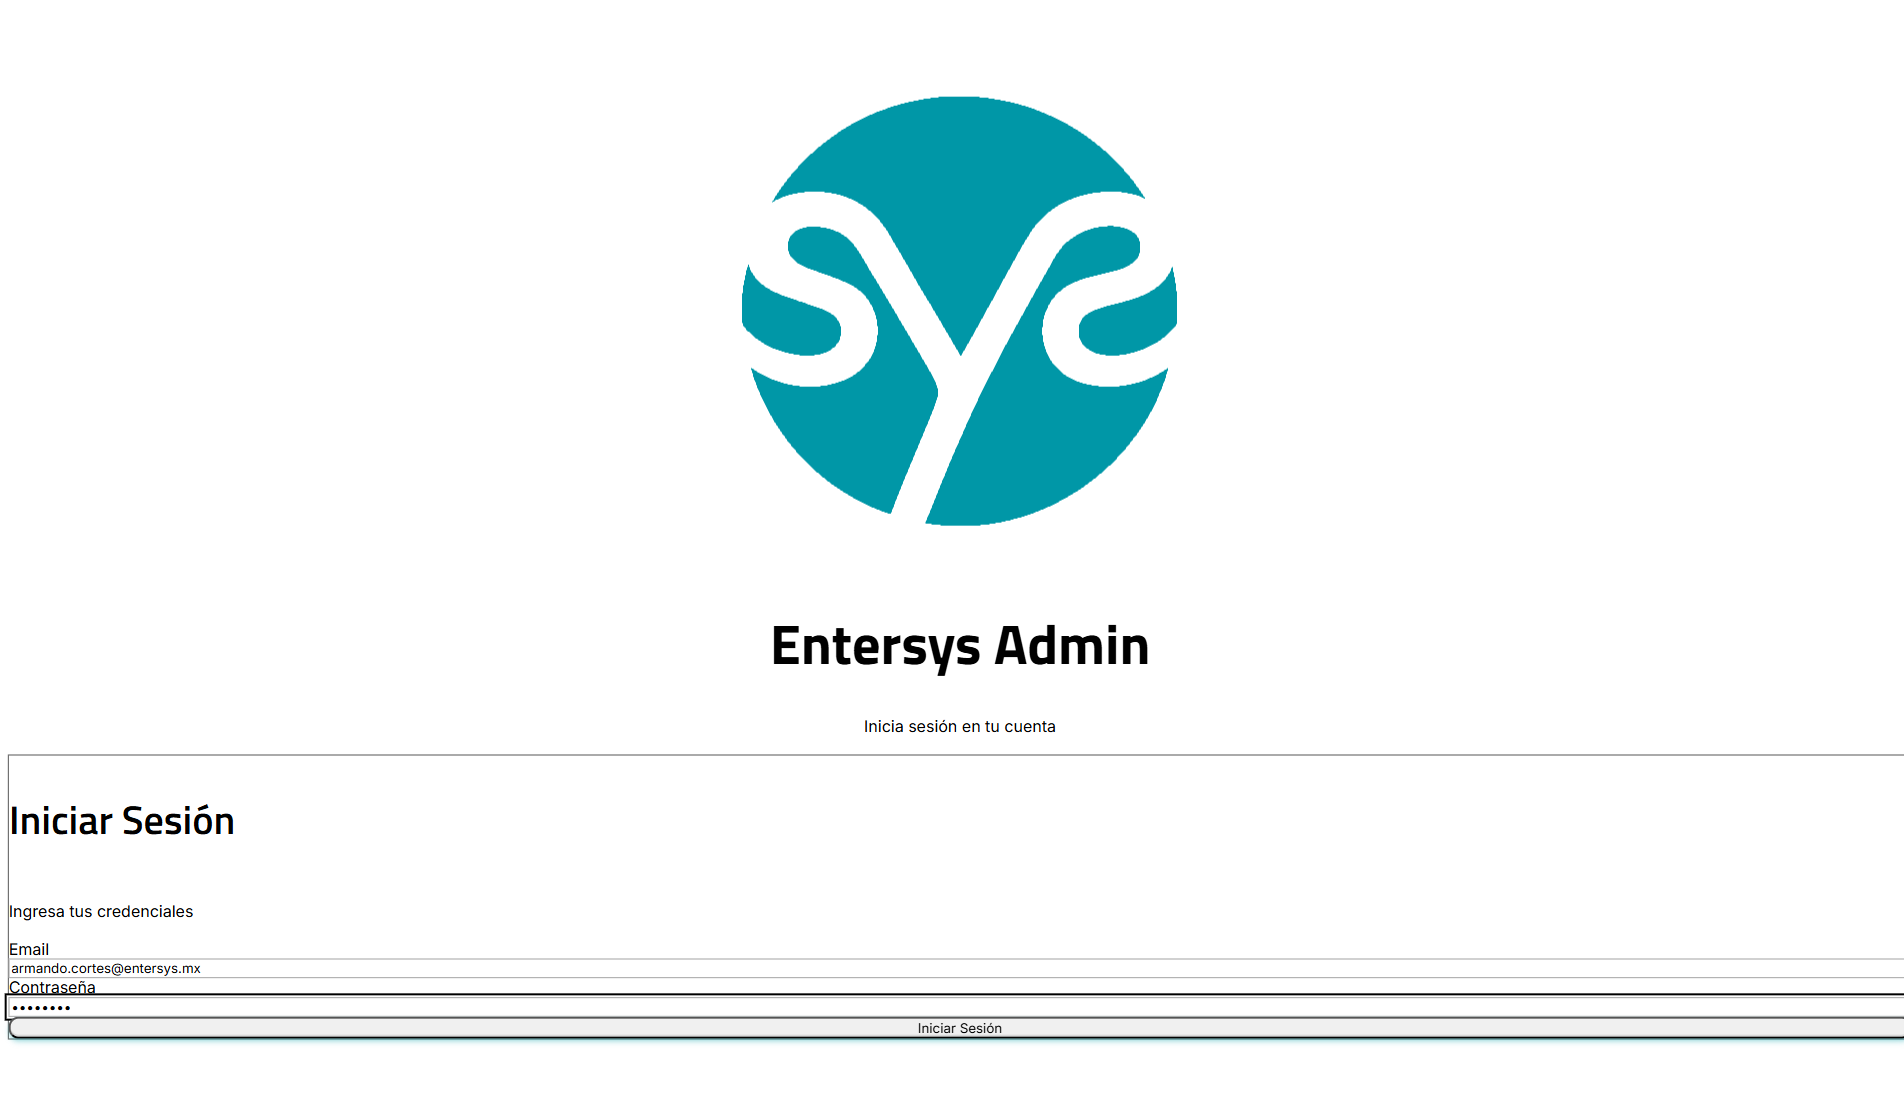 sys
Entersys Admin
Inicia sesión en tu cuenta
Iniciar Sesión
Ingresa tus credenciales
Email
armando.cortes@entersys.mx
Contraseña
••••••••
Iniciar Sesión